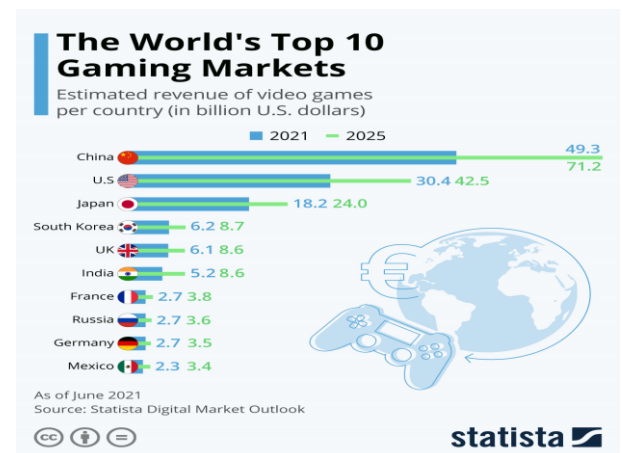 The World's Top 10
Gaming Markets
Estimated revenue of video games
per country (in billion U.S. dollars)
2021 2025
China 49.3
71.2
U.S 30.4 42.5
Japan 18.2 24.0
South Korea 6.2 8.7
UK 6.1 8.6
India 5.2 8.6
France 2.7 3.8
Russia 2.7 3.6
Germany 2.7 3.5
Mexico 2.3 3.4
As of June 2021
Source: Statista Digital Market Outlook
cc
statista